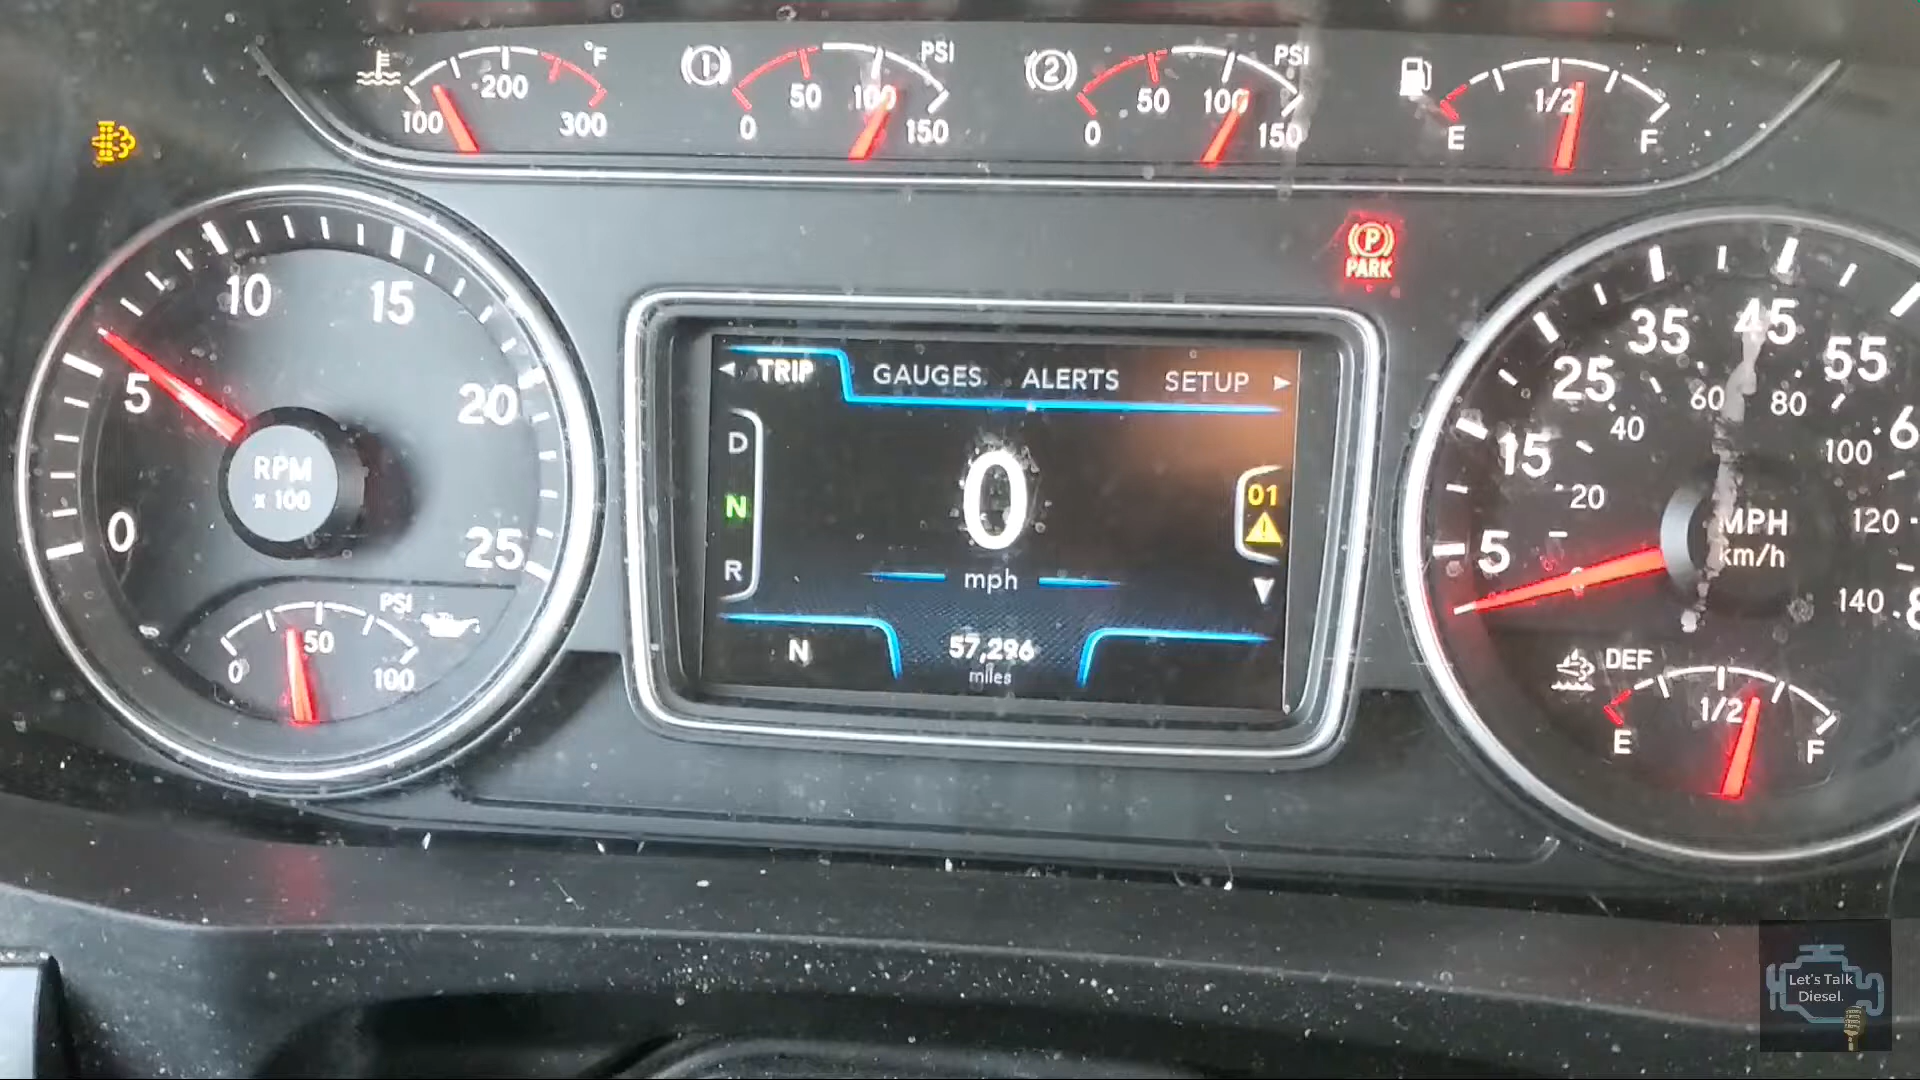 °F
100
200
300
1
PSI
0
50
100
150
2
PSI
0
50
100
150
E
1/2
F
P
PARK
0
5
10
15
20
25
RPM
x 100
PSI
0
50
100
TRIP
GAUGES
ALERTS
SETUP
D
N
R
0
mph
01
N
57,296
miles
5
15
25
35
45
55
0
20
40
60
80
100
120
140
MPH
km/h
DEF
E
1/2
F
Let's Talk
Diesel.